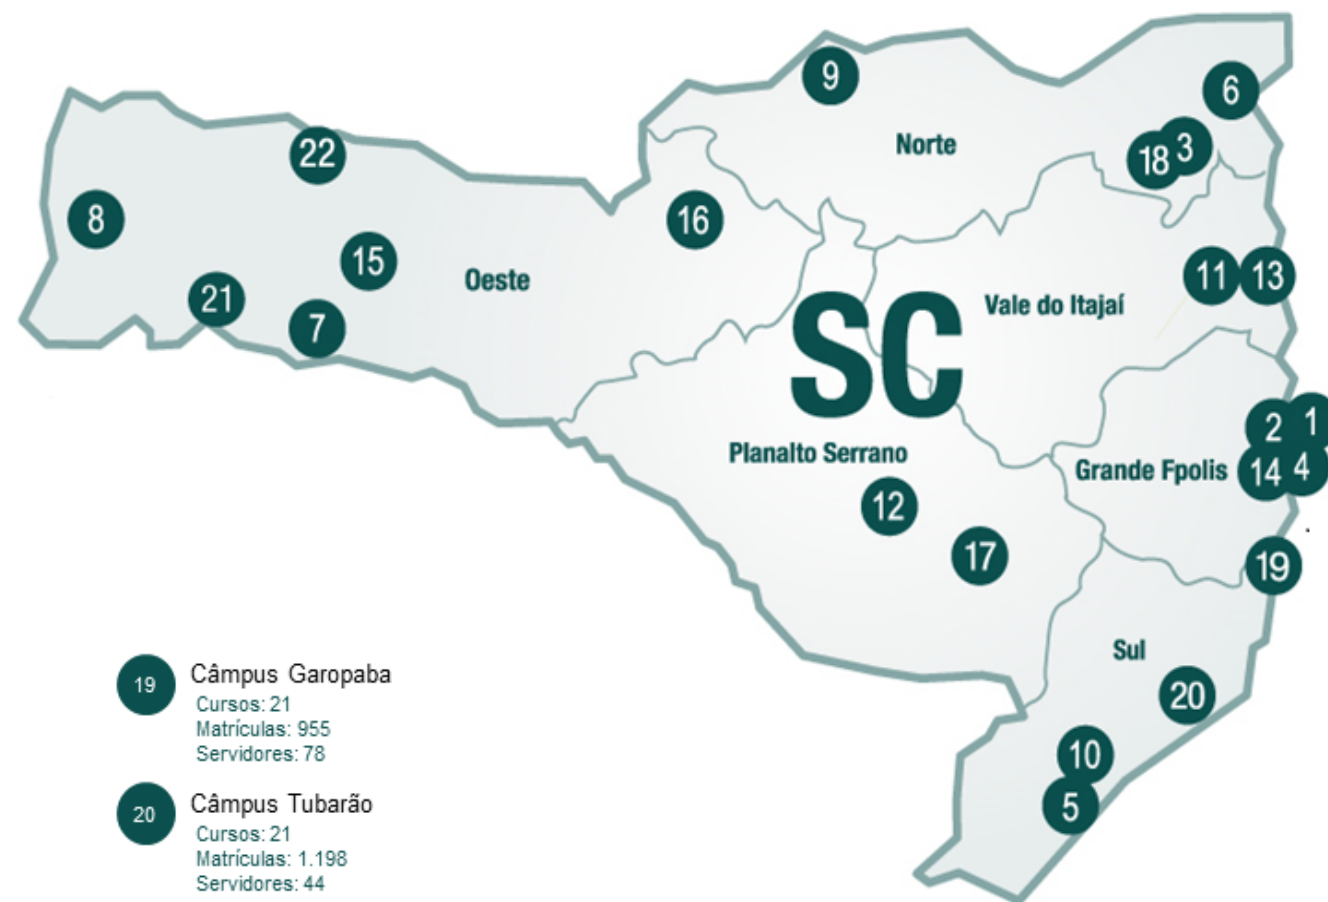 9
6
Norte
3
18
22
8
16
15
Oeste
11
13
21
Vale do Itajaí
7
SC
1
2
Planalto Serrano
Grande Fpolis
14
4
12
17
19
Sul
19
Câmpus Garopaba
Cursos: 21
Matrículas: 955
Servidores: 78
20
10
5
20
Câmpus Tubarão
Cursos: 21
Matrículas: 1.198
Servidores: 44